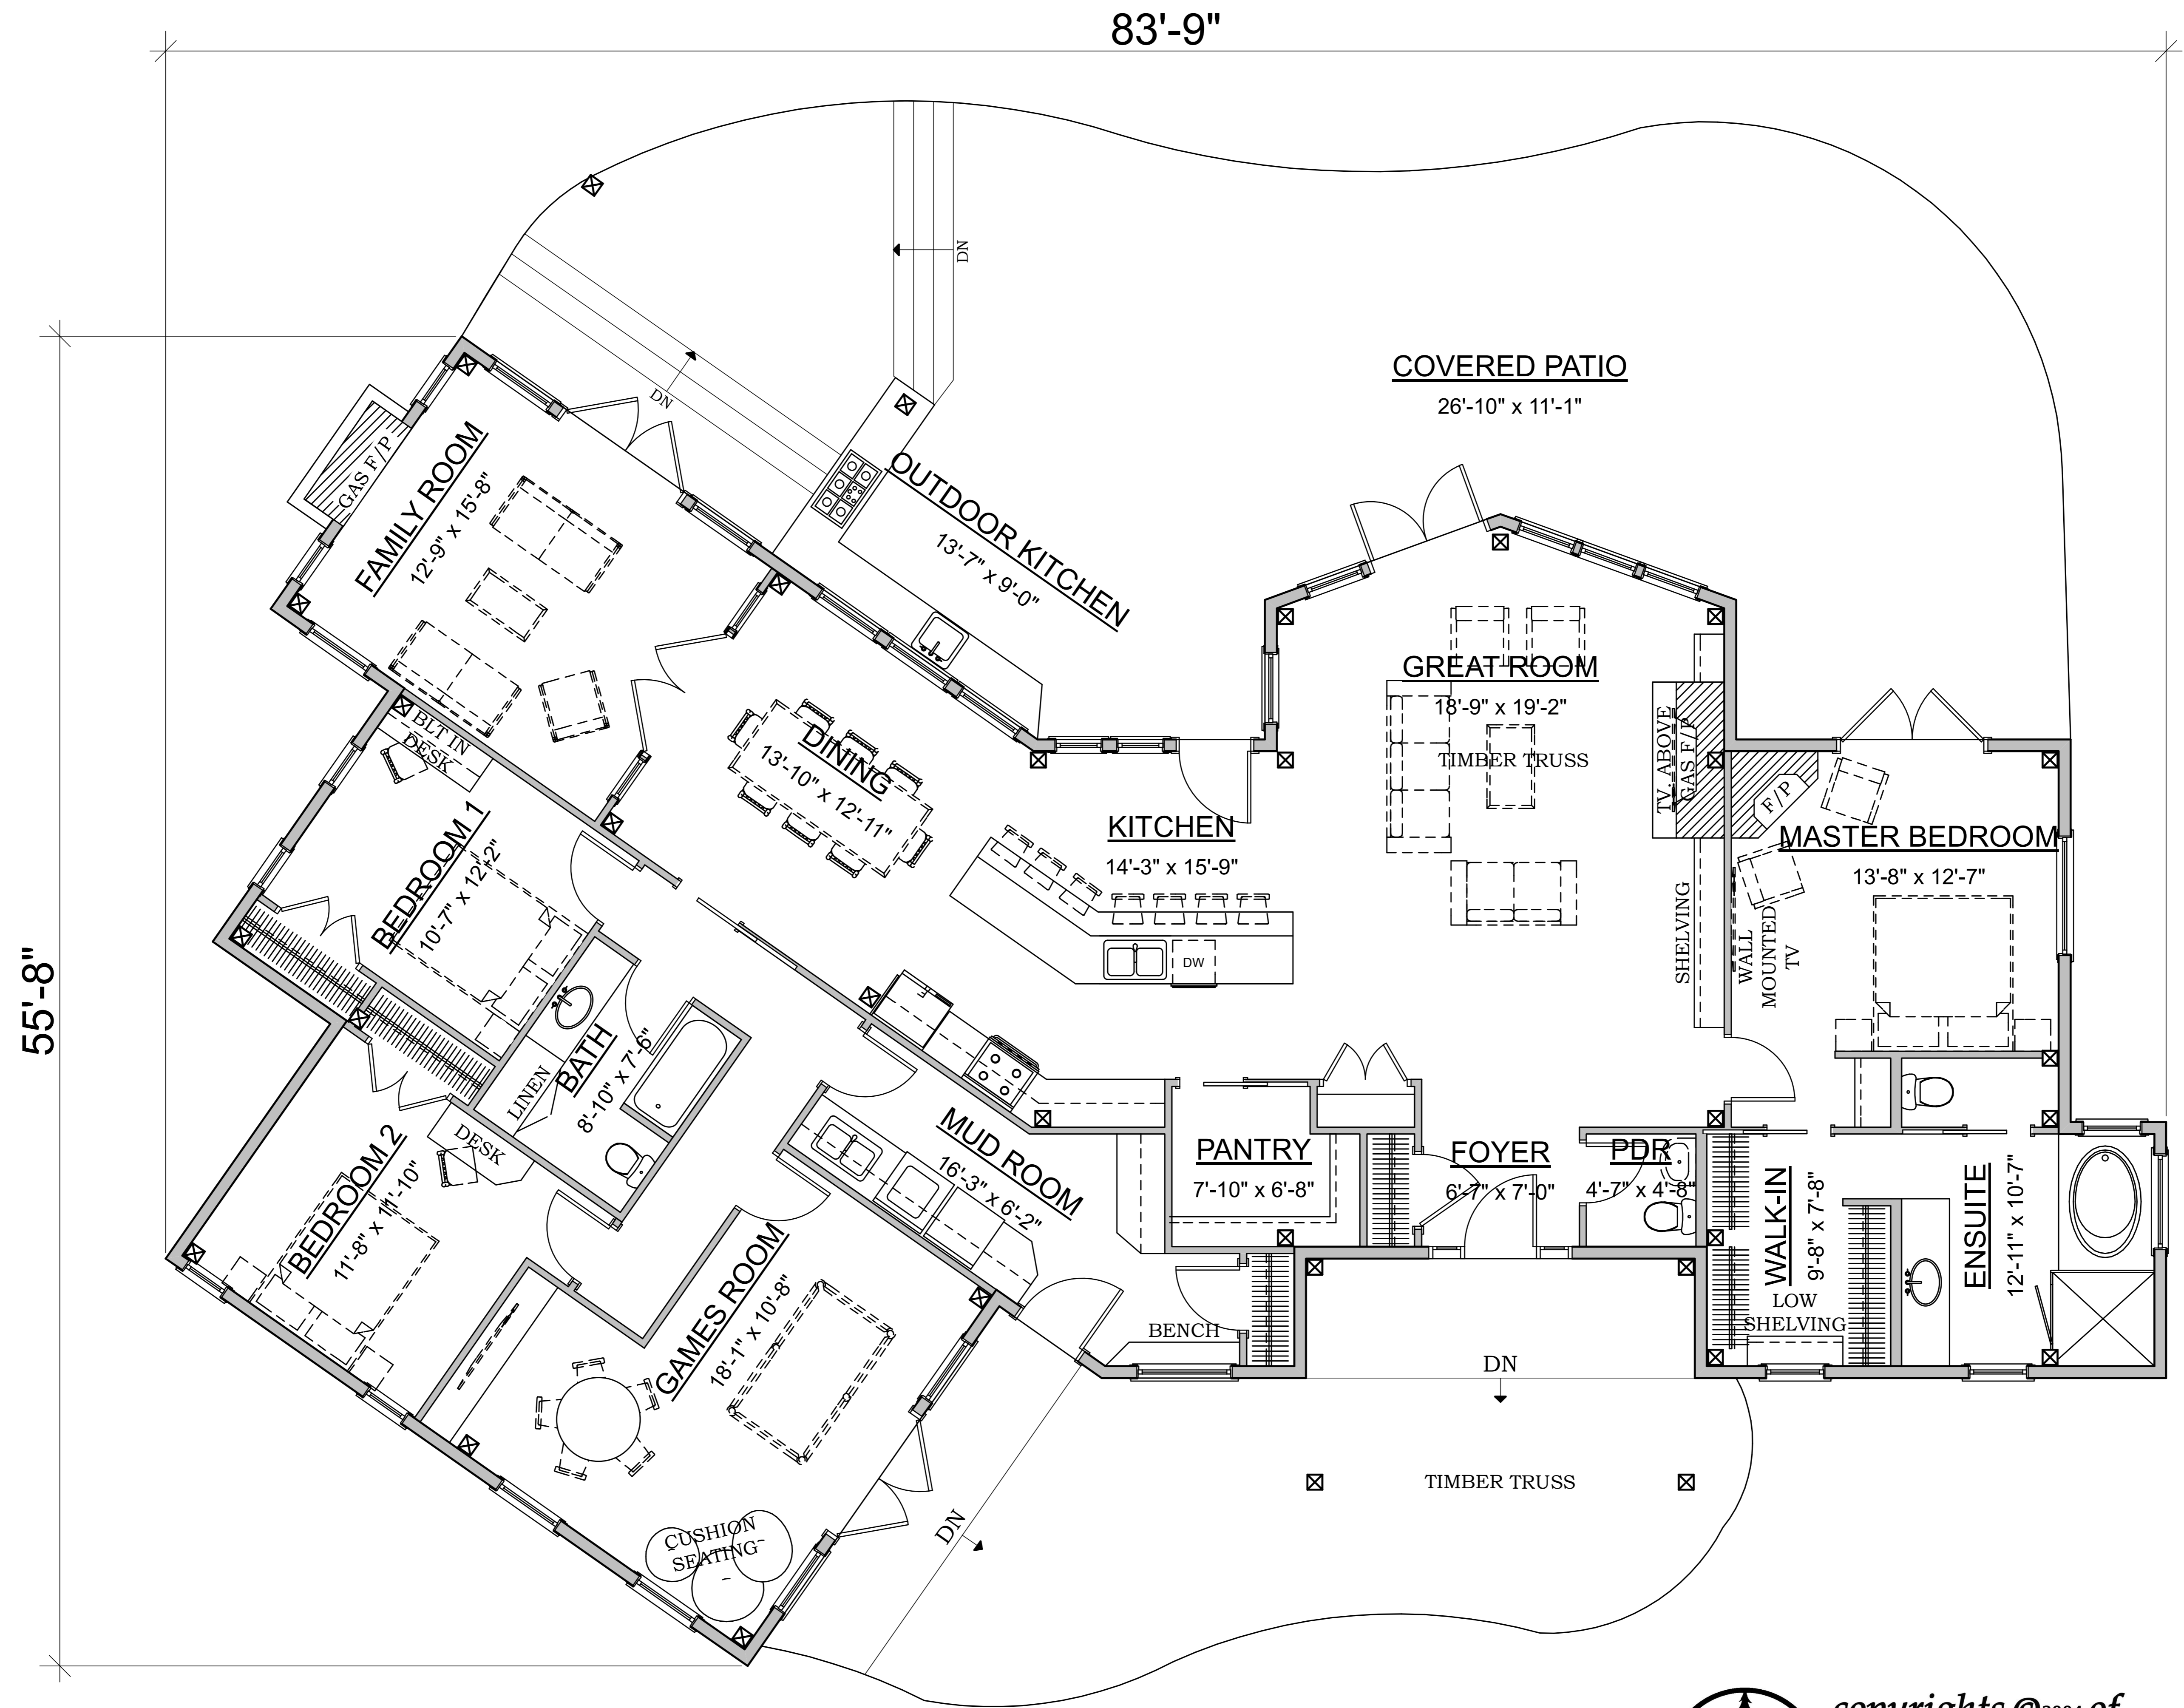 83'-9"
55'-8"
DN
DN
COVERED PATIO
26'-10" x 11'-1"
GAS F/P
FAMILY ROOM
12'-9" x 15'-8"
OUTDOOR KITCHEN
13'-7" x 9'-0"
GREAT ROOM
18'-9" x 19'-2"
TIMBER TRUSS
TV. ABOVE
GAS F/P
F/P
BLT IN
DESK
DINING
13'-10" x 12'-11"
KITCHEN
14'-3" x 15'-9"
DW
MASTER BEDROOM
13'-8" x 12'-7"
SHELVING
WALL
MOUNTED
TV
BEDROOM 1
10'-7" x 12'-2"
LINEN
BATH
8'-10" x 7'-6"
DESK
BEDROOM 2
11'-8" x 11'-10"
MUD ROOM
16'-3" x 6'-2"
PANTRY
7'-10" x 6'-8"
FOYER
6'-7" x 7'-0"
PDR
4'-7" x 4'-8"
WALK-IN
9'-8" x 7'-8"
LOW
SHELVING
ENSUITE
12'-11" x 10'-7"
GAMES ROOM
18'-1" x 10'-8"
BENCH
DN
TIMBER TRUSS
CUSHION
SEATING
DN
copyrights @2004 of